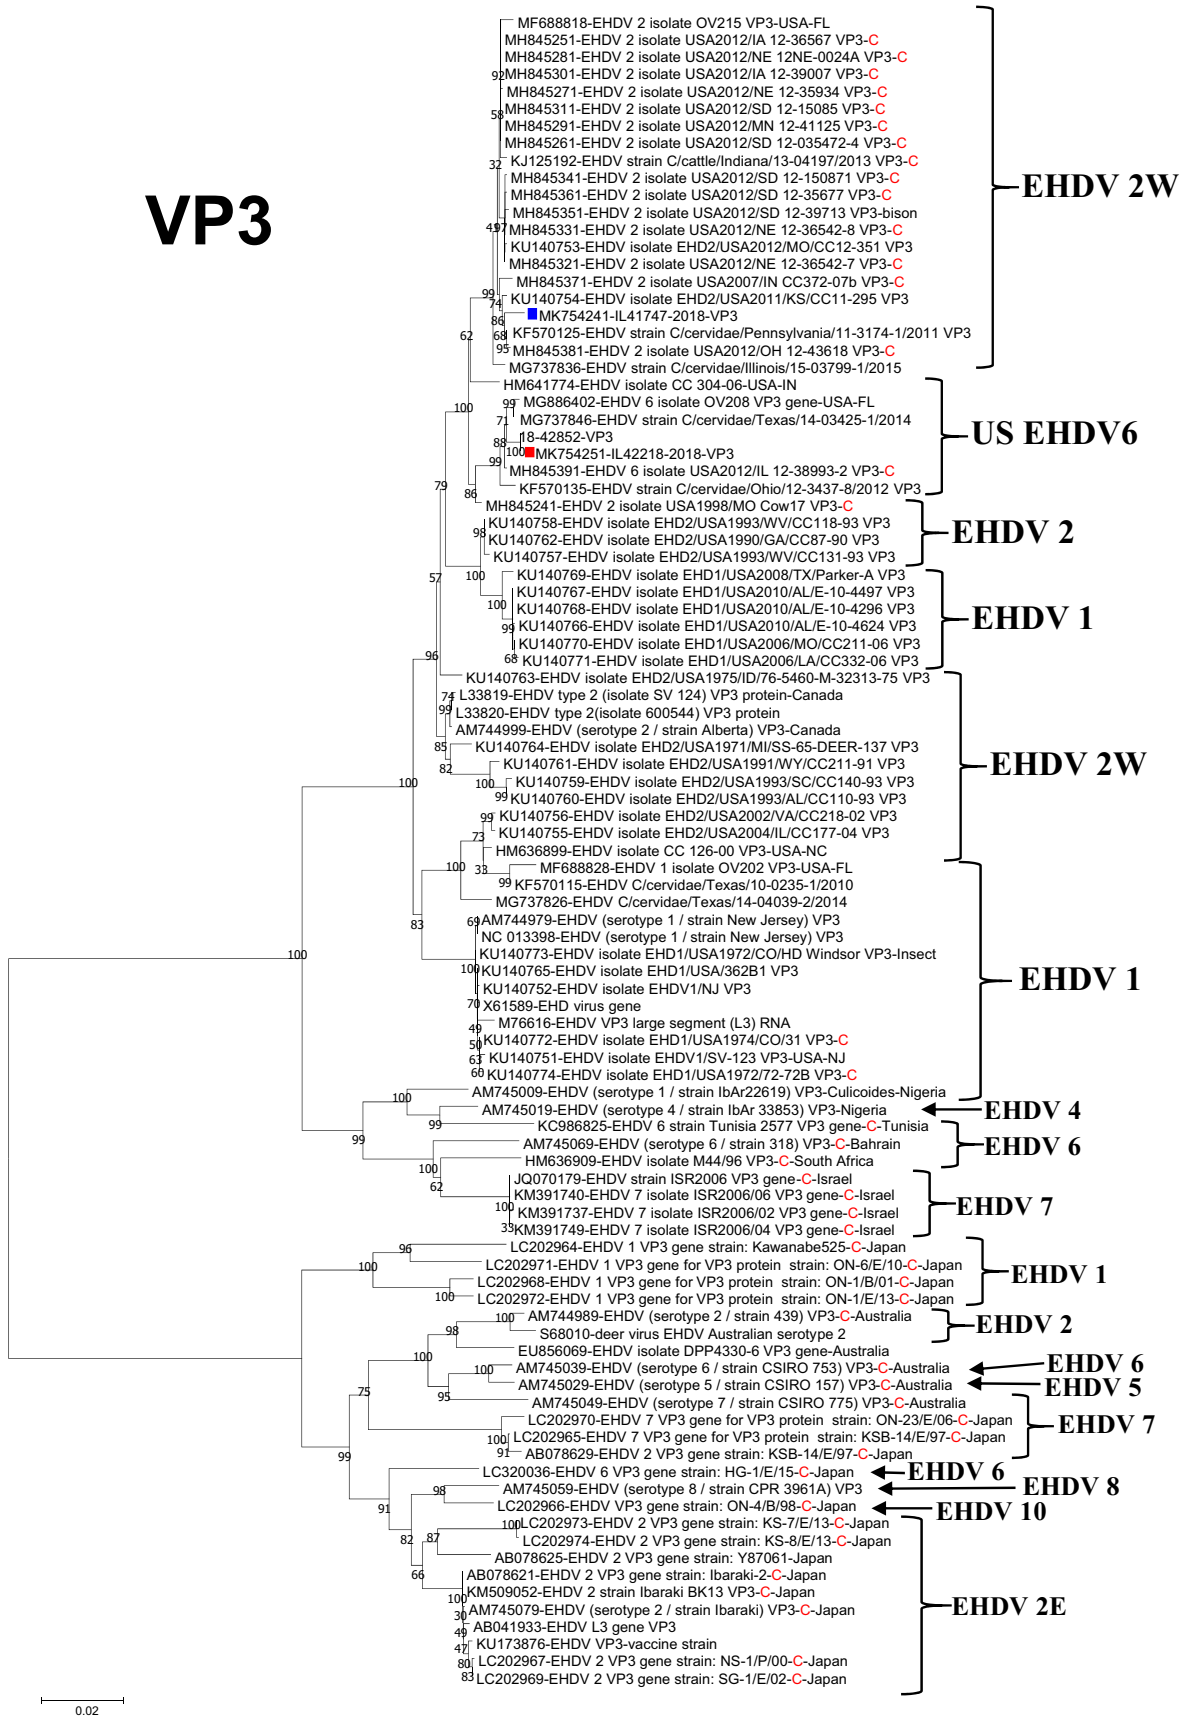 VP3
MF688818-EHDV 2 isolate OV215 VP3-USA-FL
MH845251-EHDV 2 isolate USA2012/IA 12-36567 VP3-C
MH845281-EHDV 2 isolate USA2012/NE 12NE-0024A VP3-C
MH845301-EHDV 2 isolate USA2012/IA 12-39007 VP3-C
MH845271-EHDV 2 isolate USA2012/NE 12-35934 VP3-C
MH845311-EHDV 2 isolate USA2012/SD 12-15085 VP3-C
MH845291-EHDV 2 isolate USA2012/MN 12-41125 VP3-C
MH845261-EHDV 2 isolate USA2012/SD 12-035472-4 VP3-C
KJ125192-EHDV strain C/cattle/Indiana/13-04197/2013 VP3-C
MH845341-EHDV 2 isolate USA2012/SD 12-150871 VP3-C
MH845361-EHDV 2 isolate USA2012/SD 12-35677 VP3-C
MH845351-EHDV 2 isolate USA2012/SD 12-39713 VP3-bison
MH845331-EHDV 2 isolate USA2012/NE 12-36542-8 VP3-C
KU140753-EHDV isolate EHD2/USA2012/MO/CC12-351 VP3
MH845321-EHDV 2 isolate USA2012/NE 12-36542-7 VP3-C
MH845371-EHDV 2 isolate USA2007/IN CC372-07b VP3-C
KU140754-EHDV isolate EHD2/USA2011/KS/CC11-295 VP3
MK754241-IL41747-2018-VP3
KF570125-EHDV strain C/cervidae/Pennsylvania/11-3174-1/2011 VP3
MH845381-EHDV 2 isolate USA2012/OH 12-43618 VP3-C
MG737836-EHDV strain C/cervidae/Illinois/15-03799-1/2015
EHDV 2W
HM641774-EHDV isolate CC 304-06-USA-IN
MG886402-EHDV 6 isolate OV208 VP3 gene-USA-FL
MG737846-EHDV strain C/cervidae/Texas/14-03425-1/2014
18-42852-VP3
MK754251-IL42218-2018-VP3
MH845391-EHDV 6 isolate USA2012/IL 12-38993-2 VP3-C
KF570135-EHDV strain C/cervidae/Ohio/12-3437-8/2012 VP3
US EHDV6
MH845241-EHDV 2 isolate USA1998/MO Cow17 VP3-C
KU140758-EHDV isolate EHD2/USA1993/WV/CC118-93 VP3
KU140762-EHDV isolate EHD2/USA1990/GA/CC87-90 VP3
KU140757-EHDV isolate EHD2/USA1993/WV/CC131-93 VP3
EHDV 2
KU140769-EHDV isolate EHD1/USA2008/TX/Parker-A VP3
KU140767-EHDV isolate EHD1/USA2010/AL/E-10-4497 VP3
KU140768-EHDV isolate EHD1/USA2010/AL/E-10-4296 VP3
KU140766-EHDV isolate EHD1/USA2010/AL/E-10-4624 VP3
KU140770-EHDV isolate EHD1/USA2006/MO/CC211-06 VP3
KU140771-EHDV isolate EHD1/USA2006/LA/CC332-06 VP3
EHDV 1
KU140763-EHDV isolate EHD2/USA1975/ID/76-5460-M-32313-75 VP3
L33819-EHDV type 2 (isolate SV 124) VP3 protein-Canada
L33820-EHDV type 2(isolate 600544) VP3 protein
AM744999-EHDV (serotype 2 / strain Alberta) VP3-Canada
KU140764-EHDV isolate EHD2/USA1971/MI/SS-65-DEER-137 VP3
KU140761-EHDV isolate EHD2/USA1991/WY/CC211-91 VP3
KU140759-EHDV isolate EHD2/USA1993/SC/CC140-93 VP3
KU140760-EHDV isolate EHD2/USA1993/AL/CC110-93 VP3
KU140756-EHDV isolate EHD2/USA2002/VA/CC218-02 VP3
KU140755-EHDV isolate EHD2/USA2004/IL/CC177-04 VP3
HM636899-EHDV isolate CC 126-00 VP3-USA-NC
EHDV 2W
MF688828-EHDV 1 isolate OV202 VP3-USA-FL
KF570115-EHDV C/cervidae/Texas/10-0235-1/2010
MG737826-EHDV C/cervidae/Texas/14-04039-2/2014
AM744979-EHDV (serotype 1 / strain New Jersey) VP3
NC 013398-EHDV (serotype 1 / strain New Jersey) VP3
KU140773-EHDV isolate EHD1/USA1972/CO/HD Windsor VP3-Insect
KU140765-EHDV isolate EHD1/USA/362B1 VP3
KU140752-EHDV isolate EHDV1/NJ VP3
X61589-EHD virus gene
M76616-EHDV VP3 large segment (L3) RNA
KU140772-EHDV isolate EHD1/USA1974/CO/31 VP3-C
KU140751-EHDV isolate EHDV1/SV-123 VP3-USA-NJ
KU140774-EHDV isolate EHD1/USA1972/72-72B VP3-C
AM745009-EHDV (serotype 1 / strain IbAr22619) VP3-Culicoides-Nigeria
EHDV 1
AM745019-EHDV (serotype 4 / strain IbAr 33853) VP3-Nigeria
EHDV 4
KC986825-EHDV 6 strain Tunisia 2577 VP3 gene-C-Tunisia
AM745069-EHDV (serotype 6 / strain 318) VP3-C-Bahrain
HM636909-EHDV isolate M44/96 VP3-C-South Africa
EHDV 6
JQ070179-EHDV strain ISR2006 VP3 gene-C-Israel
KM391740-EHDV 7 isolate ISR2006/06 VP3 gene-C-Israel
KM391737-EHDV 7 isolate ISR2006/02 VP3 gene-C-Israel
KM391749-EHDV 7 isolate ISR2006/04 VP3 gene-C-Israel
EHDV 7
LC202964-EHDV 1 VP3 gene strain: Kawanabe525-C-Japan
LC202971-EHDV 1 VP3 gene for VP3 protein strain: ON-6/E/10-C-Japan
LC202968-EHDV 1 VP3 gene for VP3 protein strain: ON-1/B/01-C-Japan
LC202972-EHDV 1 VP3 gene for VP3 protein strain: ON-1/E/13-C-Japan
EHDV 1
AM744989-EHDV (serotype 2 / strain 439) VP3-C-Australia
S68010-deer virus EHDV Australian serotype 2
EHDV 2
EU856069-EHDV isolate DPP4330-6 VP3 gene-Australia
AM745039-EHDV (serotype 6 / strain CSIRO 753) VP3-C-Australia
EHDV 6
AM745029-EHDV (serotype 5 / strain CSIRO 157) VP3-C-Australia
EHDV 5
AM745049-EHDV (serotype 7 / strain CSIRO 775) VP3-C-Australia
LC202970-EHDV 7 VP3 gene for VP3 protein strain: ON-23/E/06-C-Japan
LC202965-EHDV 7 VP3 gene for VP3 protein strain: KSB-14/E/97-C-Japan
AB078629-EHDV 2 VP3 gene strain: KSB-14/E/97-C-Japan
EHDV 7
LC320036-EHDV 6 VP3 gene strain: HG-1/E/15-C-Japan
EHDV 6
AM745059-EHDV (serotype 8 / strain CPR 3961A) VP3
EHDV 8
LC202966-EHDV VP3 gene strain: ON-4/B/98-C-Japan
EHDV 10
LC202973-EHDV 2 VP3 gene strain: KS-7/E/13-C-Japan
LC202974-EHDV 2 VP3 gene strain: KS-8/E/13-C-Japan
AB078625-EHDV 2 VP3 gene strain: Y87061-Japan
AB078621-EHDV 2 VP3 gene strain: Ibaraki-2-C-Japan
KM509052-EHDV 2 strain Ibaraki BK13 VP3-C-Japan
AM745079-EHDV (serotype 2 / strain Ibaraki) VP3-C-Japan
AB041933-EHDV L3 gene VP3
KU173876-EHDV VP3-vaccine strain
LC202967-EHDV 2 VP3 gene strain: NS-1/P/00-C-Japan
LC202969-EHDV 2 VP3 gene strain: SG-1/E/02-C-Japan
EHDV 2E
92
58
32
99
74
86
68
95
62
99
71
88
100
99
86
100
79
98
100
57
100
99
68
96
74
99
85
82
100
99
100
99
73
33
100
99
83
69
100
70
49
50
63
60
100
100
99
99
100
62
100
33
96
100
100
100
98
100
100
95
75
100
91
99
98
91
100
87
82
66
100
30
49
47
80
83
0.02